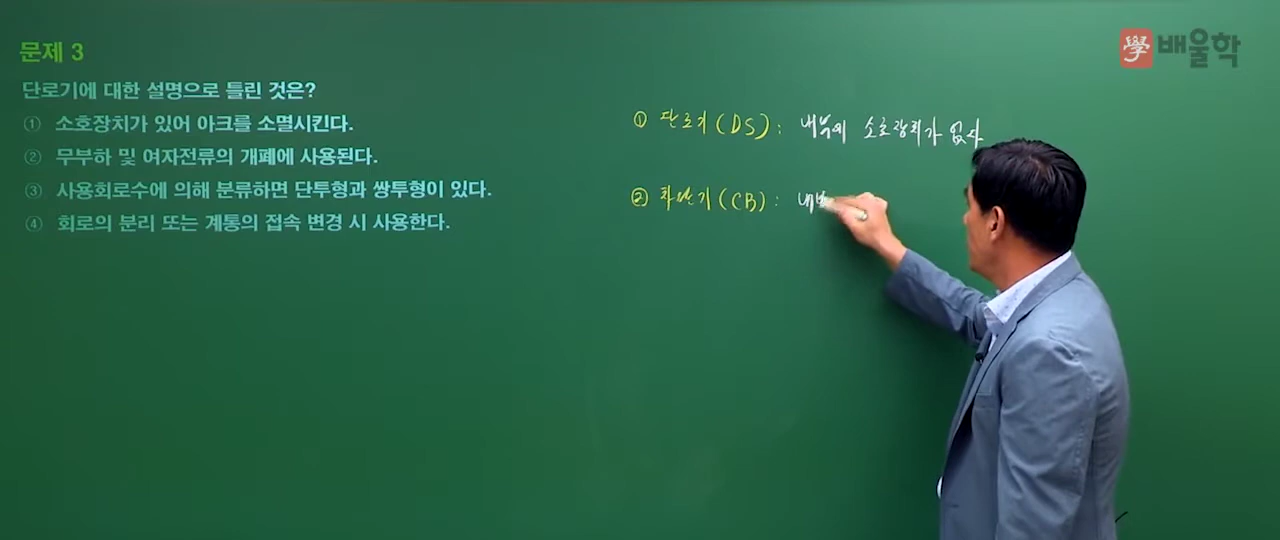 學 배울학
문제 3
단로기에 대한 설명으로 틀린 것은?
① 소호장치가 있어 아크를 소멸시킨다.
② 무부하 및 여자전류의 개폐에 사용된다.
③ 사용회로수에 의해 분류하면 단투형과 쌍투형이 있다.
④ 회로의 분리 또는 계통의 접속 변경 시 사용한다.
① 단로기(DS) : 내부에 소호장치가 없다
② 차단기(CB) : 내부